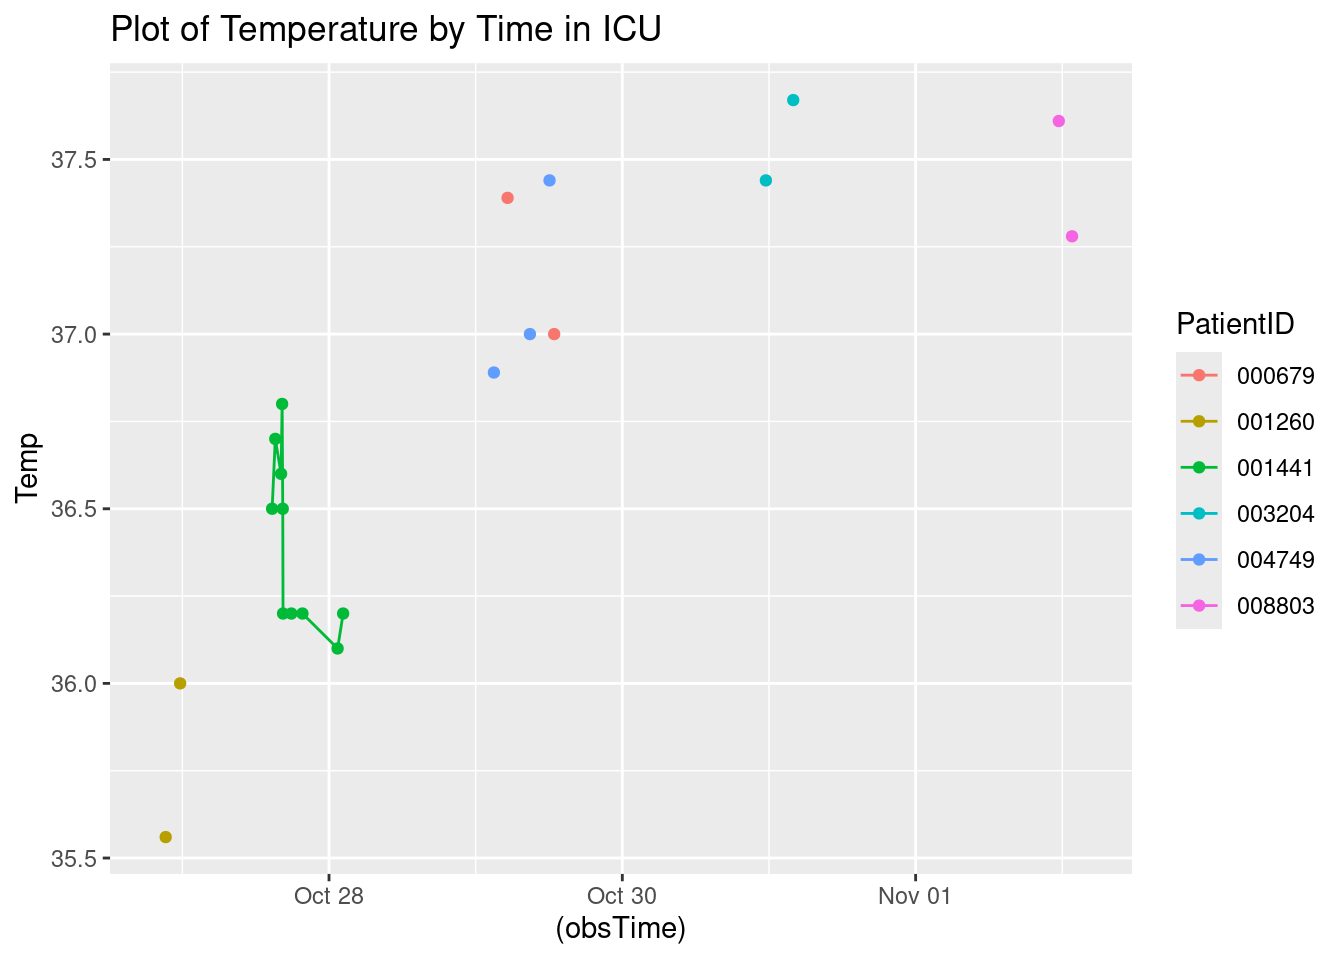 Plot of Temperature by Time in ICU
37.5
37.0
36.5
36.0
35.5
Temp
Oct 28
Oct 30
Nov 01
(obsTime)
PatientID
000679
001260
001441
003204
004749
008803